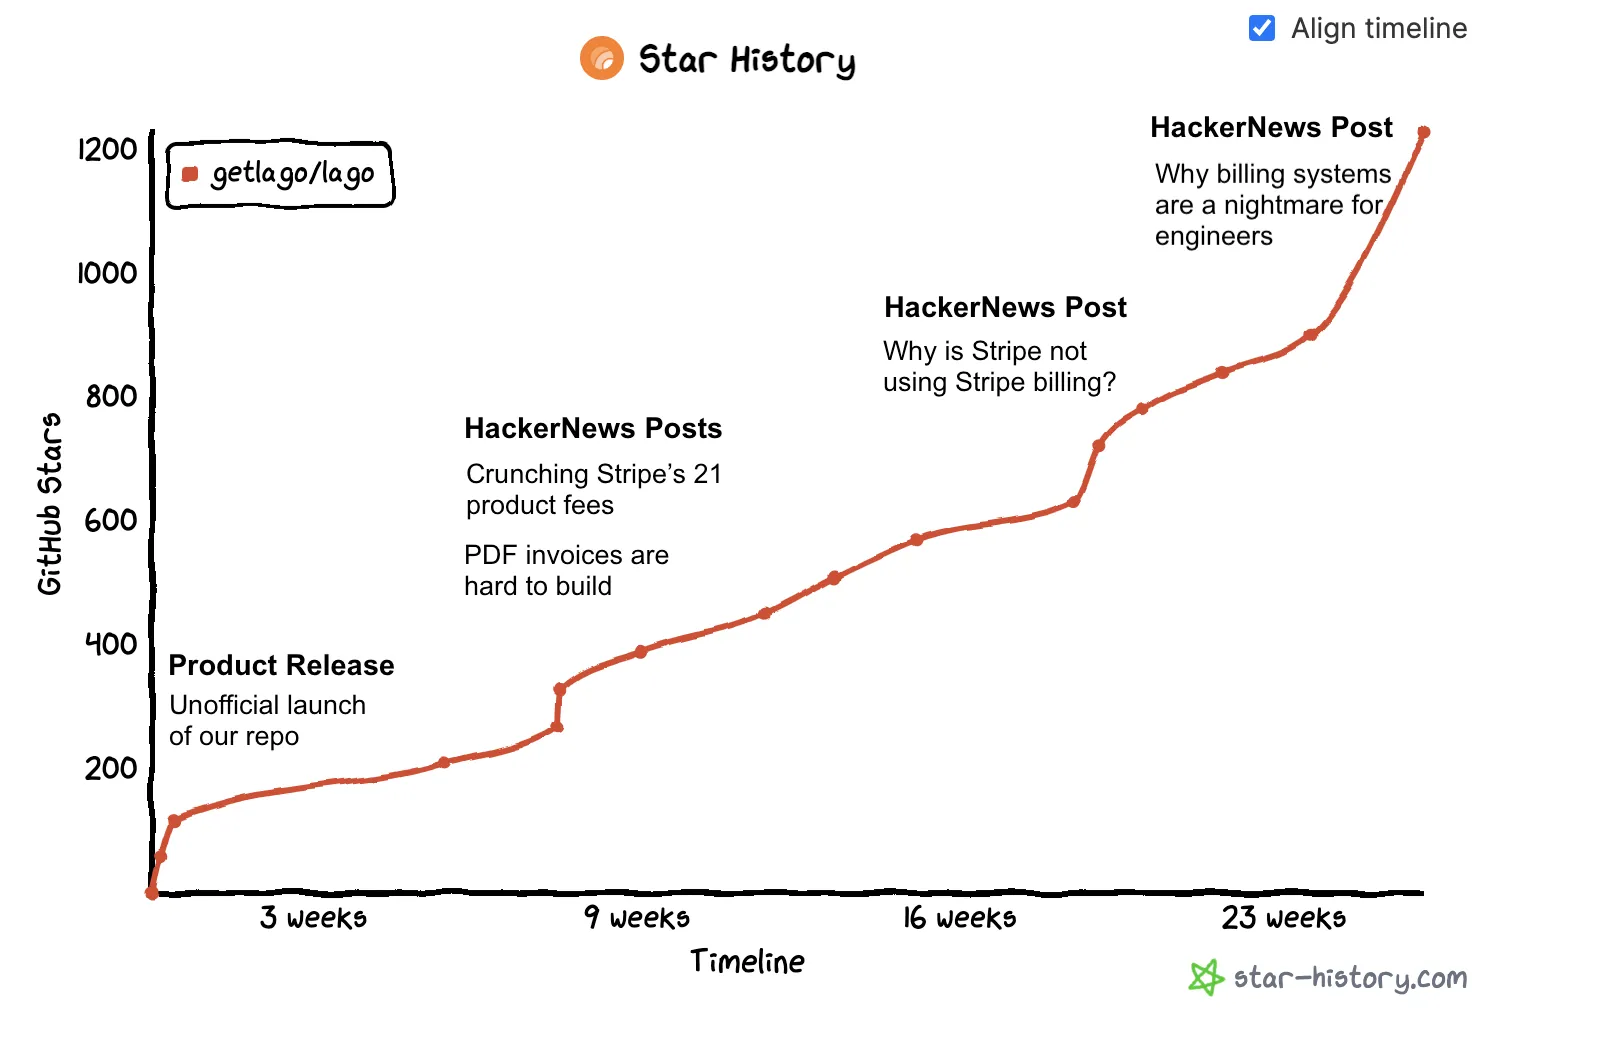 Align timeline
Star History
getlago/lago
HackerNews Post
Why billing systems
are a nightmare for
engineers
HackerNews Post
Why is Stripe not
using Stripe billing?
HackerNews Posts
Crunching Stripe’s 21
product fees
PDF invoices are
hard to build
Product Release
Unofficial launch
of our repo
GitHub Stars
1200
1000
800
600
400
200
3 weeks
9 weeks
16 weeks
23 weeks
Timeline
star-history.com